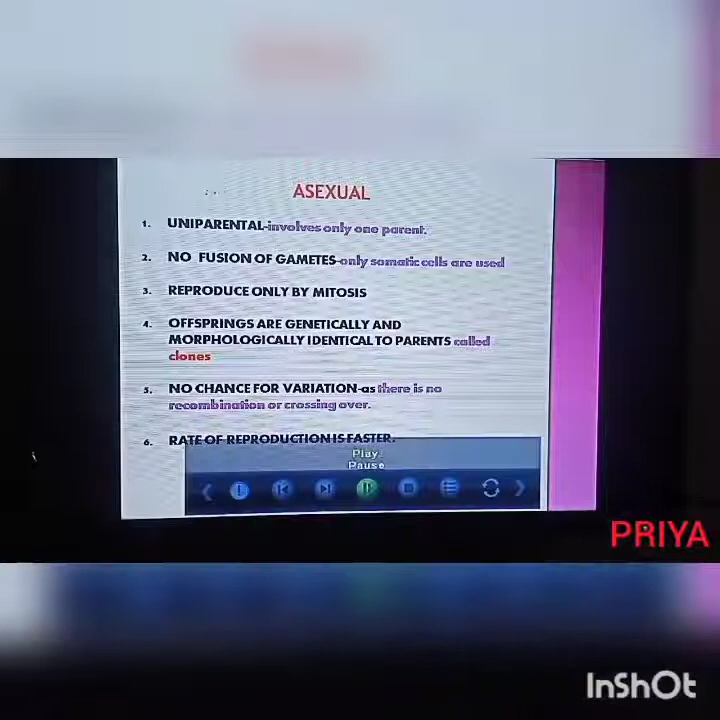 ASEXUAL
1. UNIPARENTAL-involves only one parent.
2. NO FUSION OF GAMETES-only somatic cells are used
3. REPRODUCE ONLY BY MITOSIS
4. OFFSPRINGS ARE GENETICALLY AND
MORPHOLOGICALLY IDENTICAL TO PARENTS called
clones
5. NO CHANCE FOR VARIATION-as there is no
recombination or crossing over.
6. RATE OF REPRODUCTION IS FASTER.
Play
Pause
PRIYA
InShOt